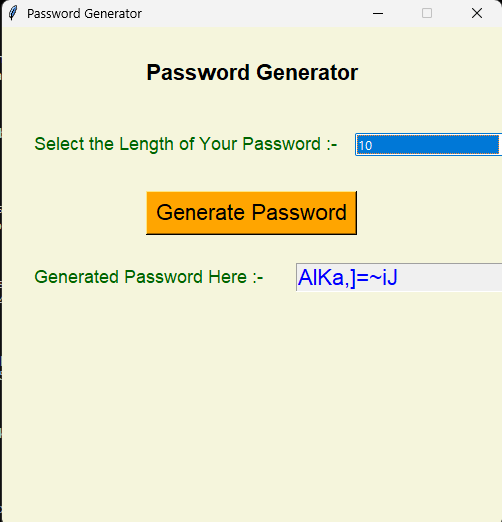 Password Generator
Password Generator
Select the Length of Your Password :-
10
Generate Password
Generated Password Here :-
AlKa,]=~iJ